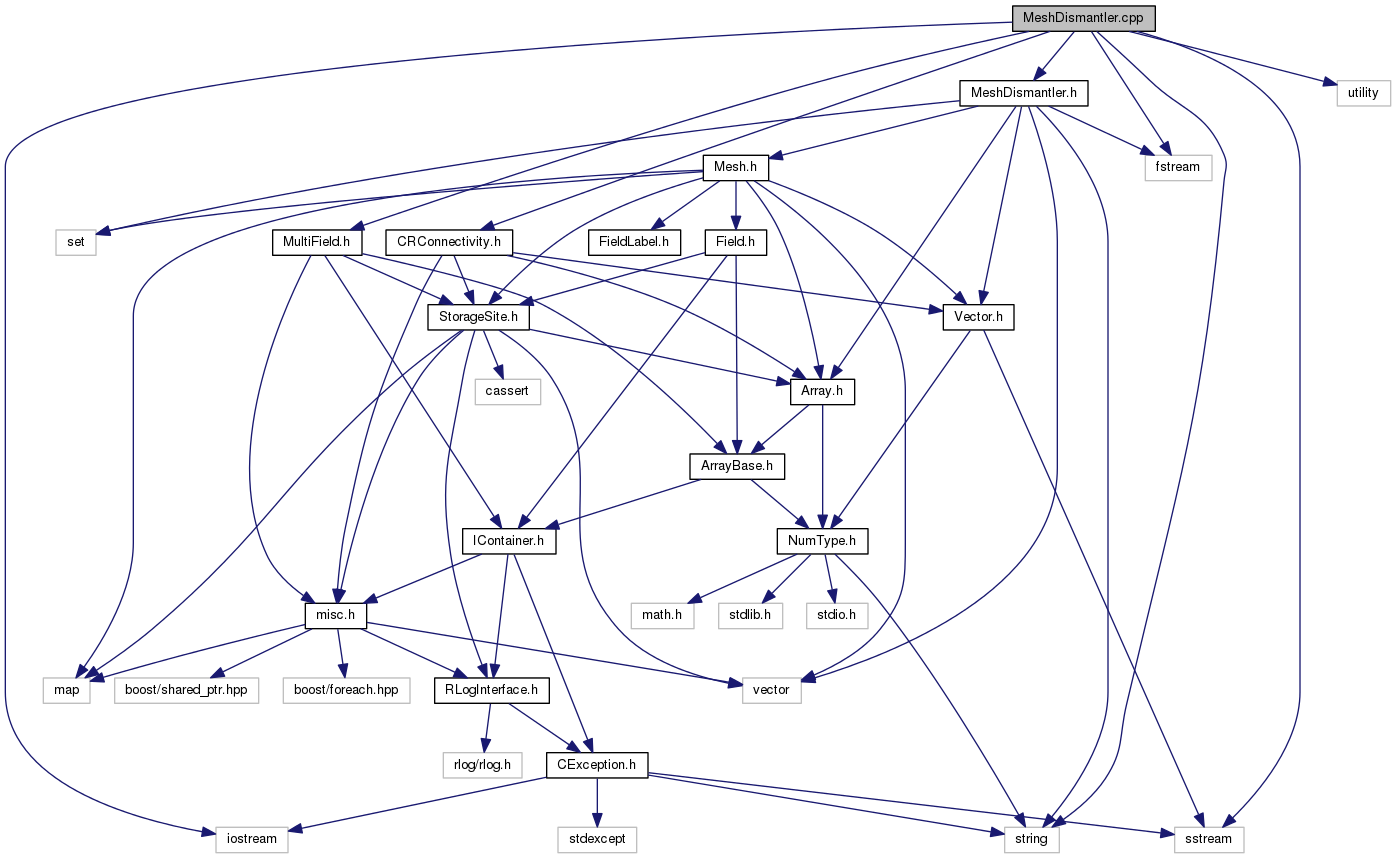 MeshDismantler.cpp
MeshDismantler.h
utility
Mesh.h
fstream
set
MultiField.h
CRConnectivity.h
FieldLabel.h
Field.h
StorageSite.h
Vector.h
cassert
Array.h
ArrayBase.h
IContainer.h
NumType.h
misc.h
math.h
stdlib.h
stdio.h
map
boost/shared_ptr.hpp
boost/foreach.hpp
RLogInterface.h
vector
rlog/rlog.h
CException.h
iostream
stdexcept
string
sstream